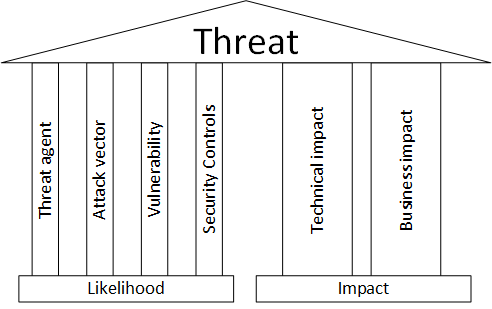 Threat
Threat agent
Attack vector
Vulnerability
Security Controls
Technical impact
Business impact
Likelihood
Impact